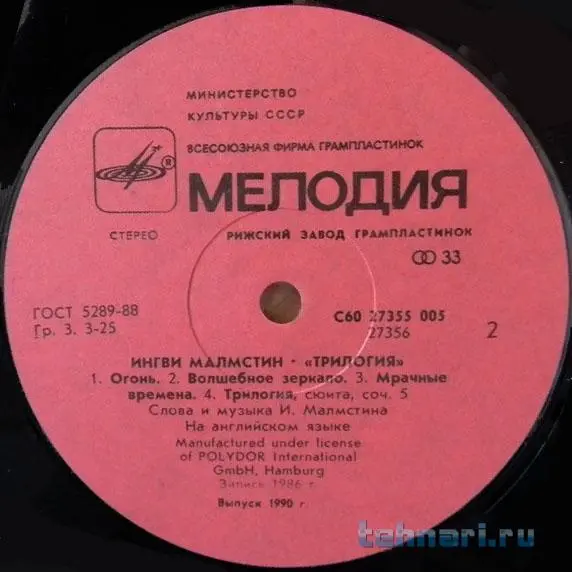 МИНИСТЕРСТВО
КУЛЬТУРЫ СССР
ВСЕСОЮЗНАЯ ФИРМА ГРАМПЛАСТИНОК
®
МЕЛОДИЯ
СТЕРЕО
РИЖСКИЙ ЗАВОД ГРАМПЛАСТИНОК
33
ГОСТ 5289-88
Гр. 3. 3-25
С60 27355 005
27356
2
ИНГВИ МАЛМСТИН · «ТРИЛОГИЯ»
1. Огонь. 2. Волшебное зеркало. 3. Мрачные
времена. 4. Трилогия, сюита, соч. 5
Слова и музыка И. Малмстина
На английском языке
Manufactured under license
of POLYDOR International
GmbH, Hamburg
Запись 1986 г.
Выпуск 1990 г.
tehnari.ru